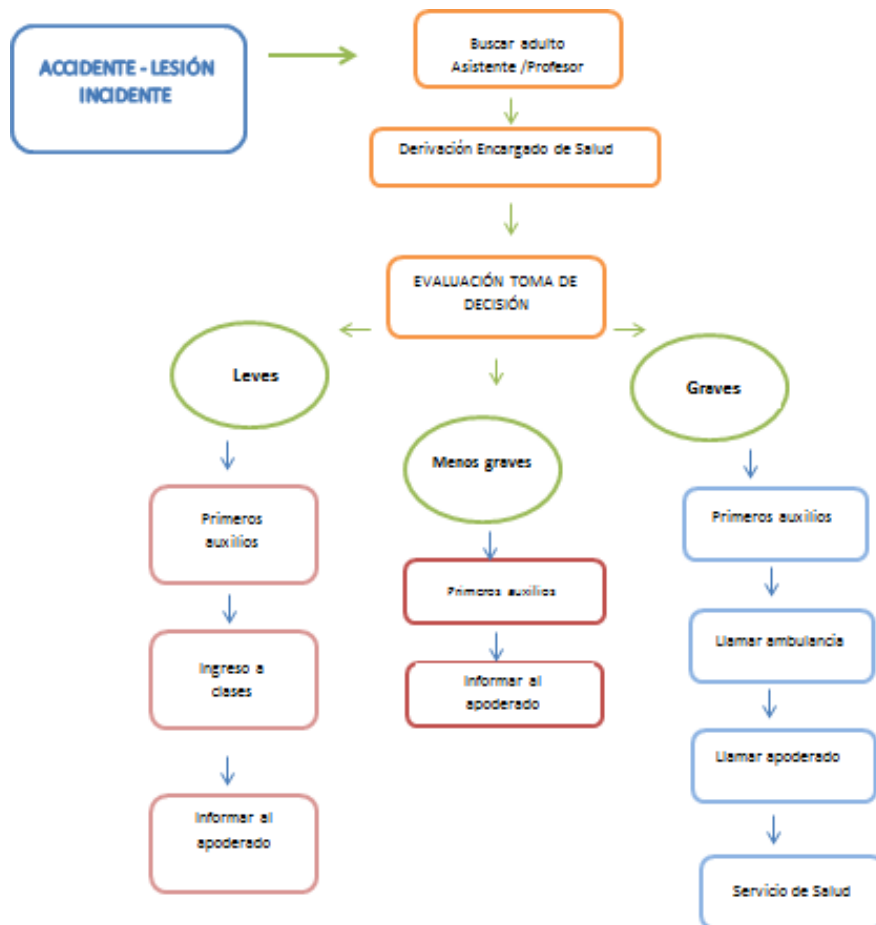 ACCIDENTE - LESIÓN
INCIDENTE
Buscar adulto
Asistente /Profesor
Derivación Encargado de Salud
EVALUACIÓN TOMA DE
DECISIÓN
Leves
Menos graves
Graves
Primeros
auxilios
Ingreso a
clases
Informar al
apoderado
Primeros auxilios
Informar al
apoderado
Primeros auxilios
Llamar ambulancia
Llamar apoderado
Servicio de Salud